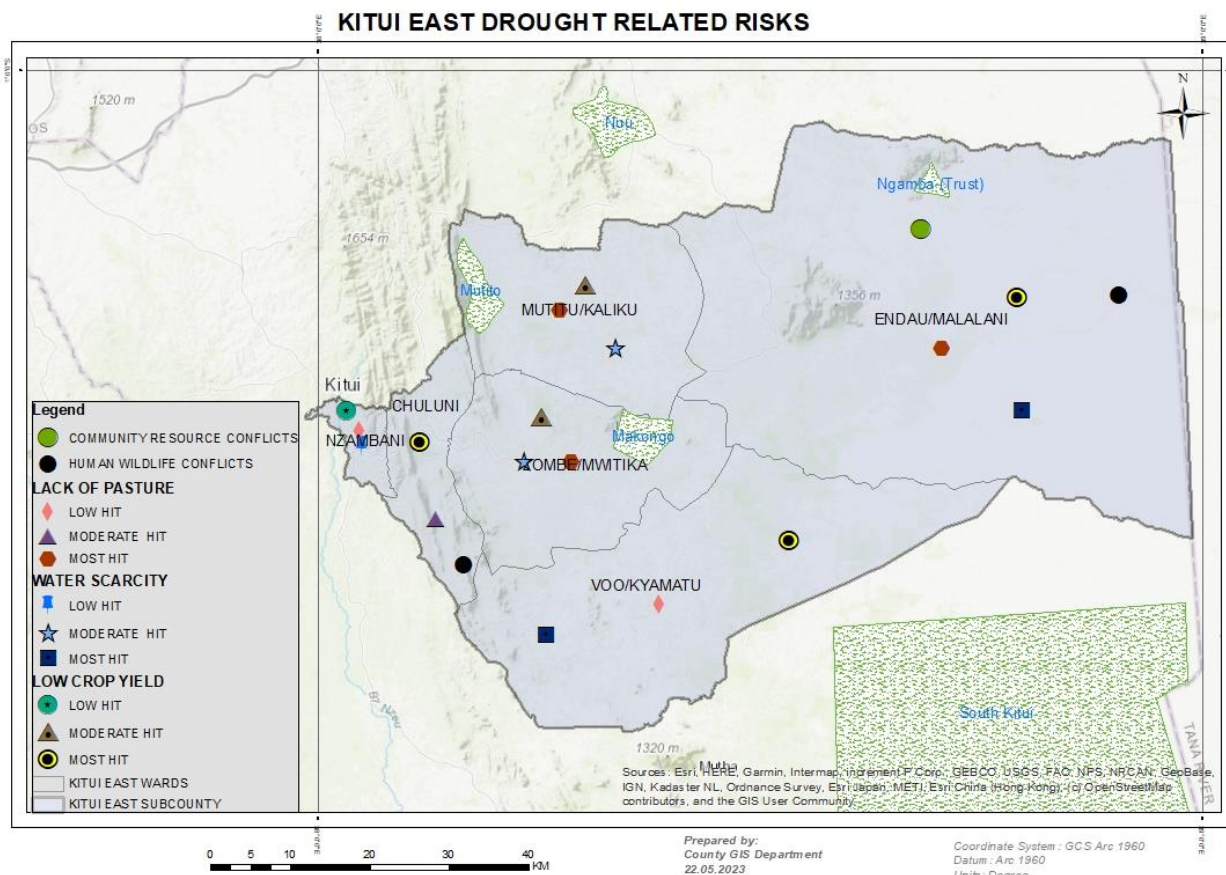 KITUI EAST DROUGHT RELATED RISKS
N
1520 m
OS
Nuu
Ngamba (Trust)
1654 m
Mutito
1356 m
MUTITU/KALIKU
ENDAU/MALALANI
Kitui
CHULUNI
NZAMBANI
Makongo
ZOMBE/MWITIKA
VOO/KYAMATU
Nzeu
South Kitui
1320 m
Mutha
TANA RIVER
Legend
COMMUNITY RESOURCE CONFLICTS
HUMAN WILDLIFE CONFLICTS
LACK OF PASTURE
LOW HIT
MODERATE HIT
MOST HIT
WATER SCARCITY
LOW HIT
MODERATE HIT
MOST HIT
LOW CROP YIELD
LOW HIT
MODERATE HIT
MOST HIT
KITUI EAST WARDS
KITUI EAST SUBCOUNTY
Sources: Esri, HERE, Garmin, Intermap, increment P Corp., GEBCO, USGS, FAO, NPS, NRCAN, GeoBase,
IGN, Kadaster NL, Ordnance Survey, Esri Japan, METI, Esri China (Hong Kong), (c) OpenStreetMap
contributors, and the GIS User Community
0 5 10 20 30 40
KM
Prepared by:
County GIS Department
22.05.2023
Coordinate System : GCS Arc 1960
Datum : Arc 1960
Units: Degree